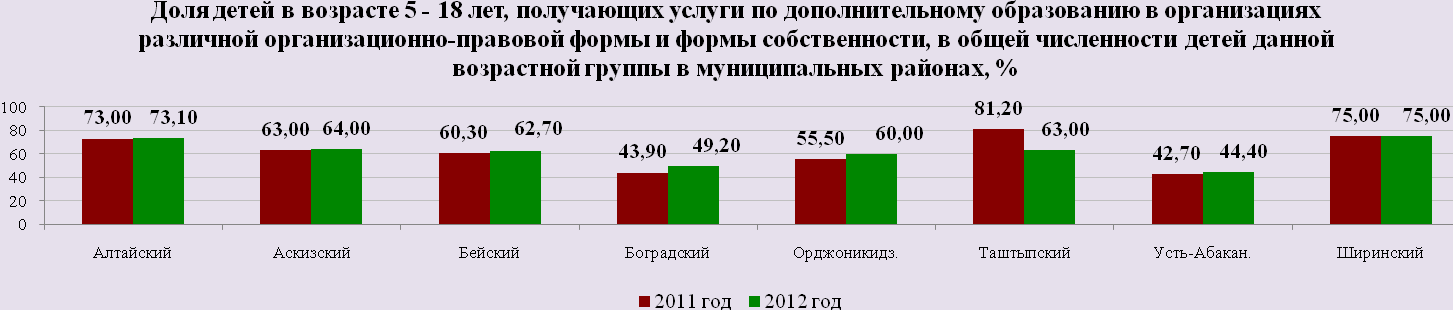 Доля детей в возрасте 5 - 18 лет, получающих услуги по дополнительному образованию в организациях
различной организационно-правовой формы и формы собственности, в общей численности детей данной
возрастной группы в муниципальных районах, %
100
80
60
40
20
0
73,00 73,10 63,00 64,00 60,30 62,70 43,90 49,20 55,50 60,00 81,20 63,00 42,70 44,40 75,00 75,00
Алтайский Аскизский Бейский Боградский Орджоникидз. Таштыпский Усть-Абакан. Ширинский
2011 год 2012 год